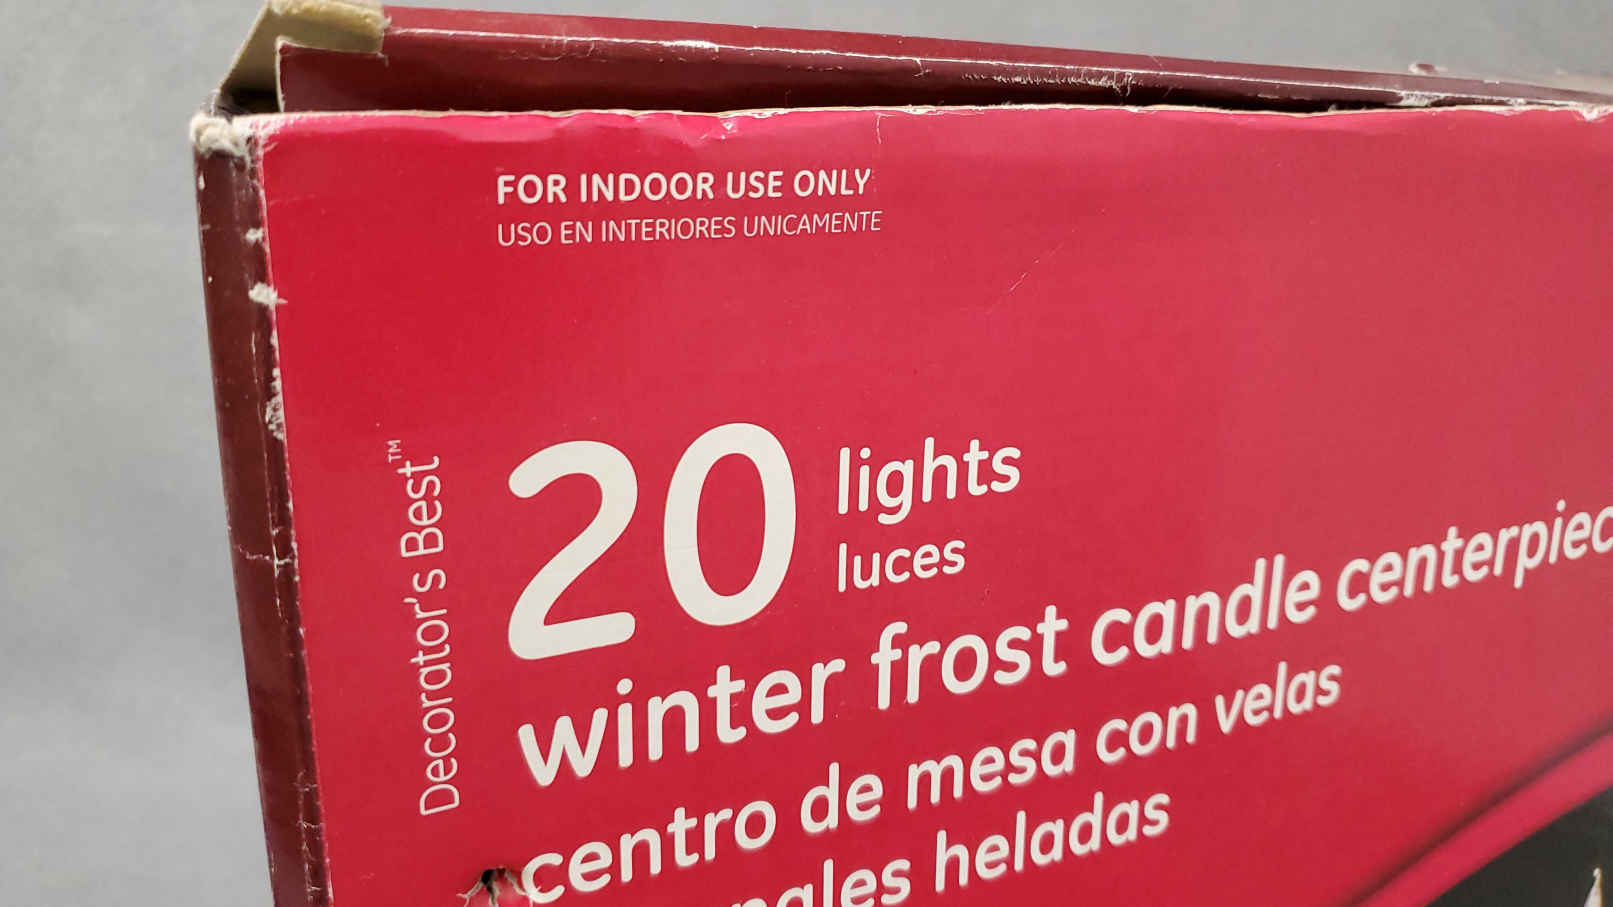 FOR INDOOR USE ONLY
USO EN INTERIORES UNICAMENTE
Decorator's Best™
20 lights
luces
winter frost candle
centro de mesa con velas
heladas